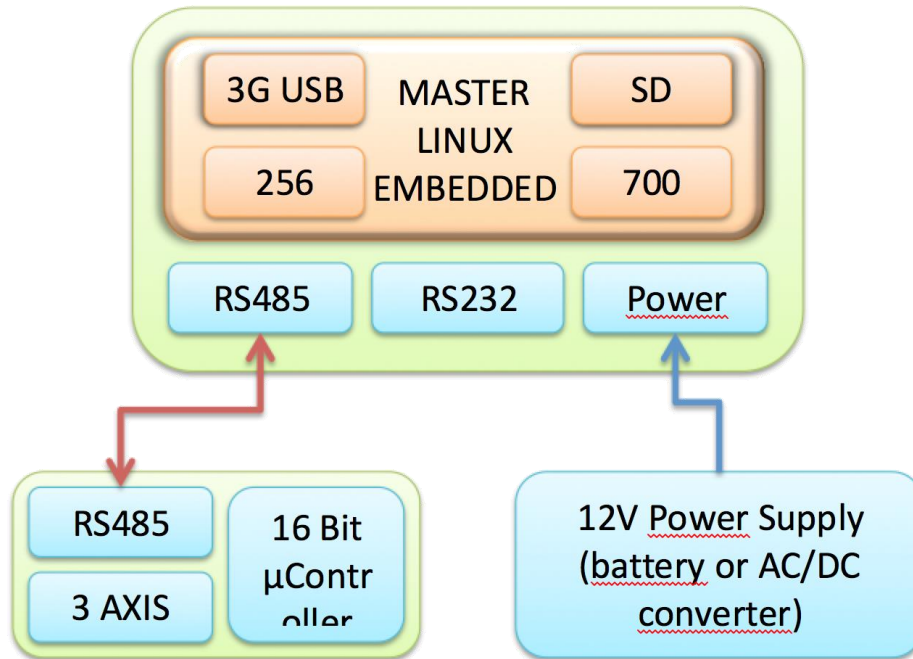 3G USB
MASTER
SD
LINUX
256
EMBEDDED
700
RS485
RS232
Power
RS485
16 Bit
µContr
oller
3 AXIS
12V Power Supply
(battery or AC/DC
converter)